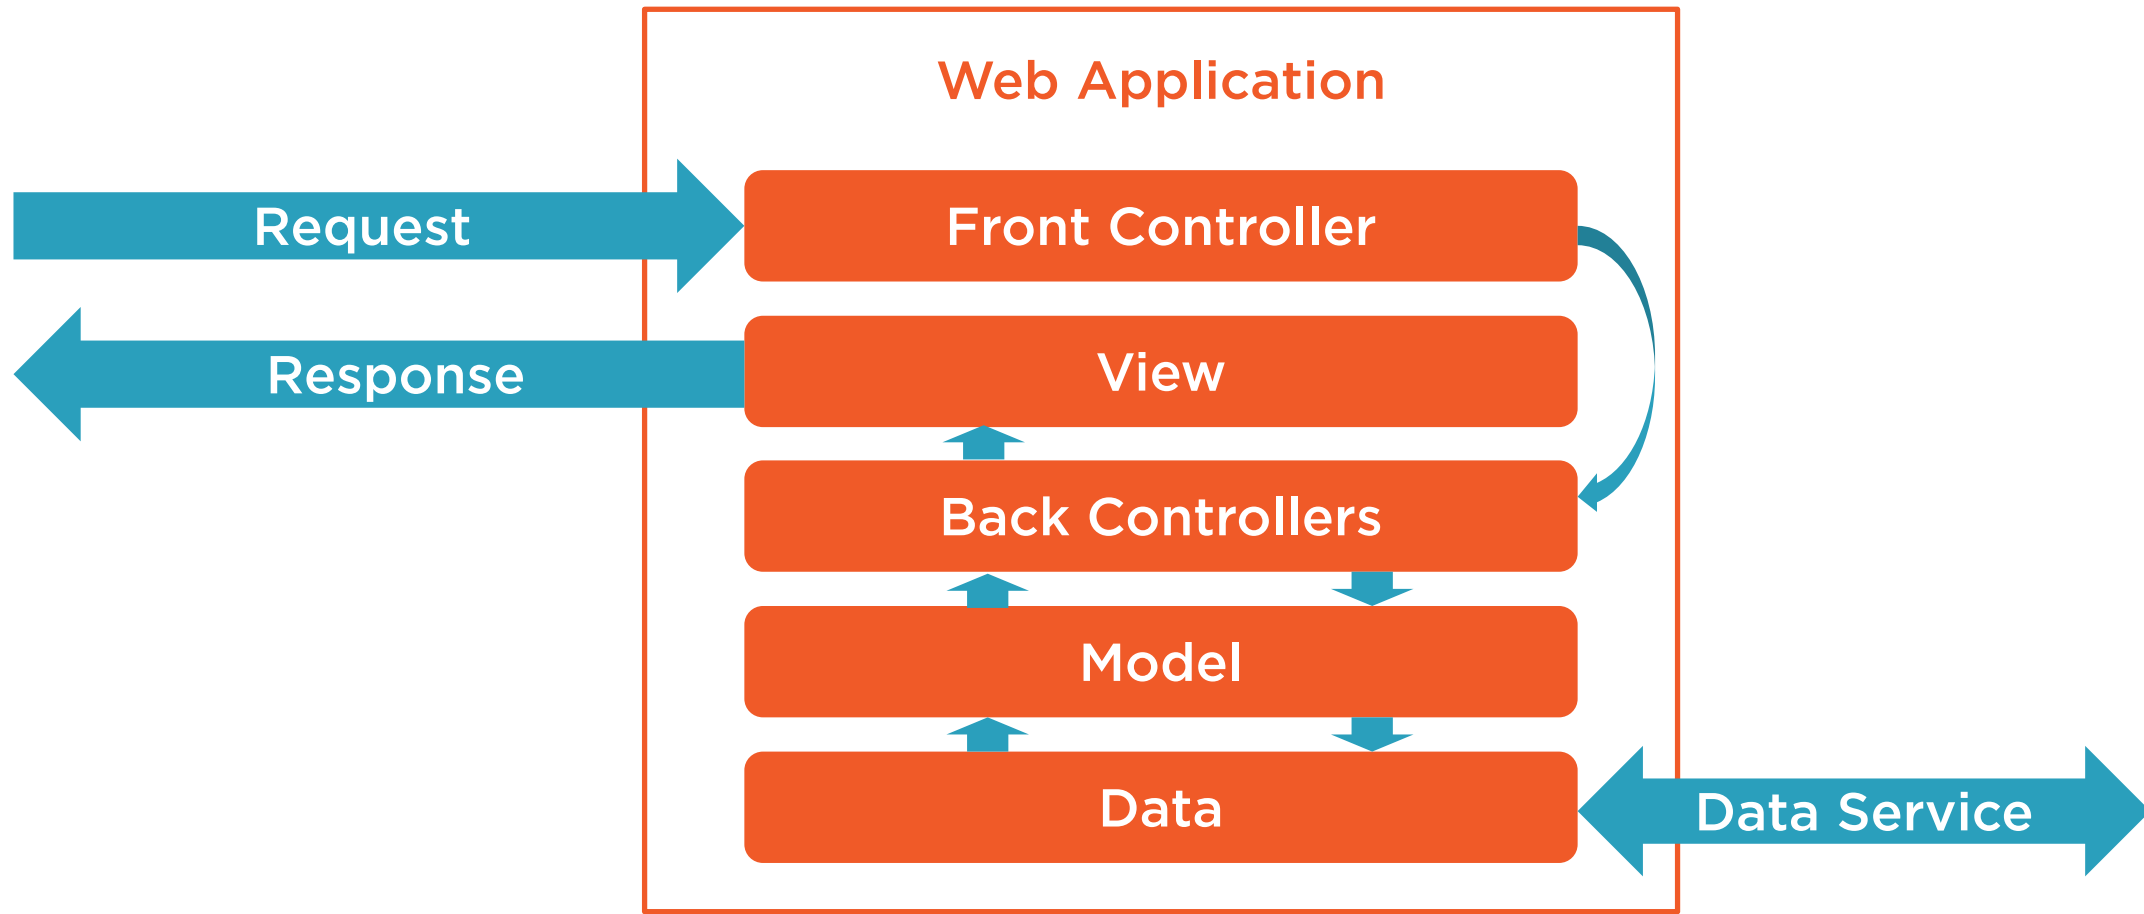 Web Application
Request
Front Controller
Response
View
Back Controllers
Model
Data
Data Service